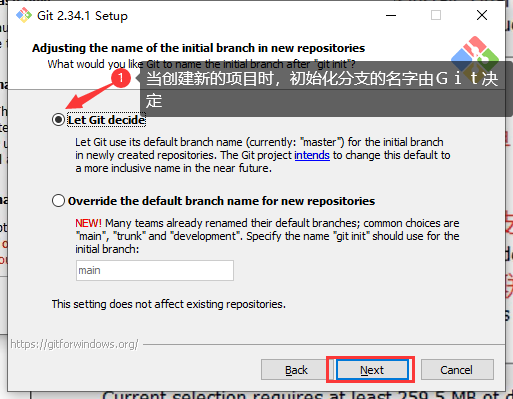 Git 2.34.1 Setup
Adjusting the name of the initial branch in new repositories
What would you like Git to name the initial branch after "git init"?
1
当创建新的项目时，初始化分支的名字由Ｇｉｔ决
定
Let Git decide
Let Git use its default branch name (currently: "master") for the initial branch
in newly created repositories. The Git project intends to change this default to
a more inclusive name in the near future.
Override the default branch name for new repositories
NEW! Many teams already renamed their default branches; common choices are
"main", "trunk" and "development". Specify the name "git init" should use for the
initial branch:
main
This setting does not affect existing repositories.
https://gitforwindows.org/
Back
Next
Cancel
Current selection requires at least 259.5 MB of d